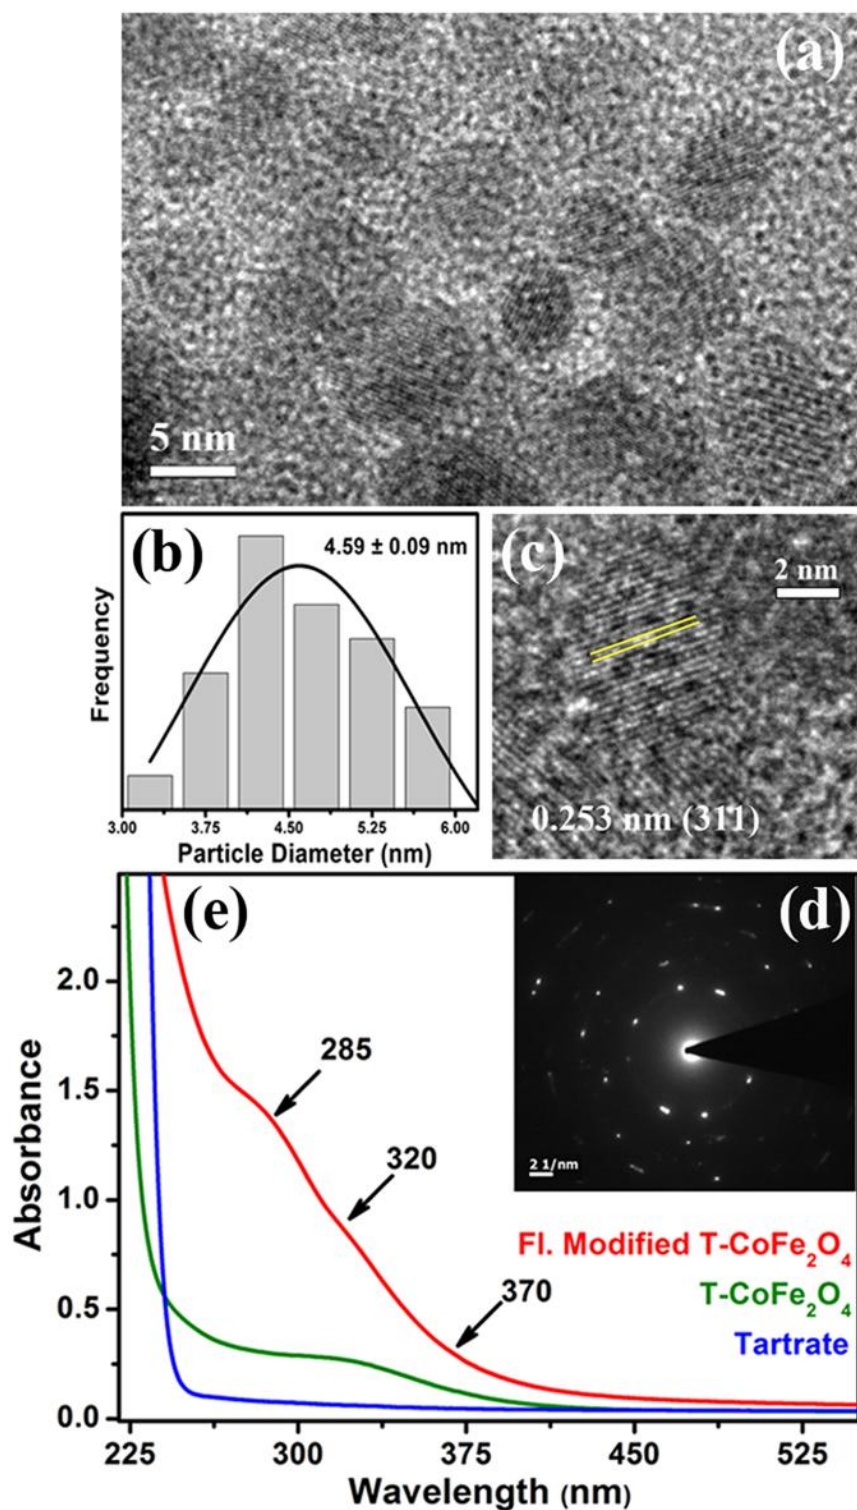 (a)
5 nm
(b)
4.59 ± 0.09 nm
Frequency
3.00 3.75 4.50 5.25 6.00
Particle Diameter (nm)
(c)
2 nm
0.253 nm (311)
(e)
(d)
2 1/nm
2.0
1.5
1.0
0.5
0.0
Absorbance
285
320
370
Fl. Modified T-CoFe₂O₄
T-CoFe₂O₄
Tartrate
225 300 375 450 525
Wavelength (nm)